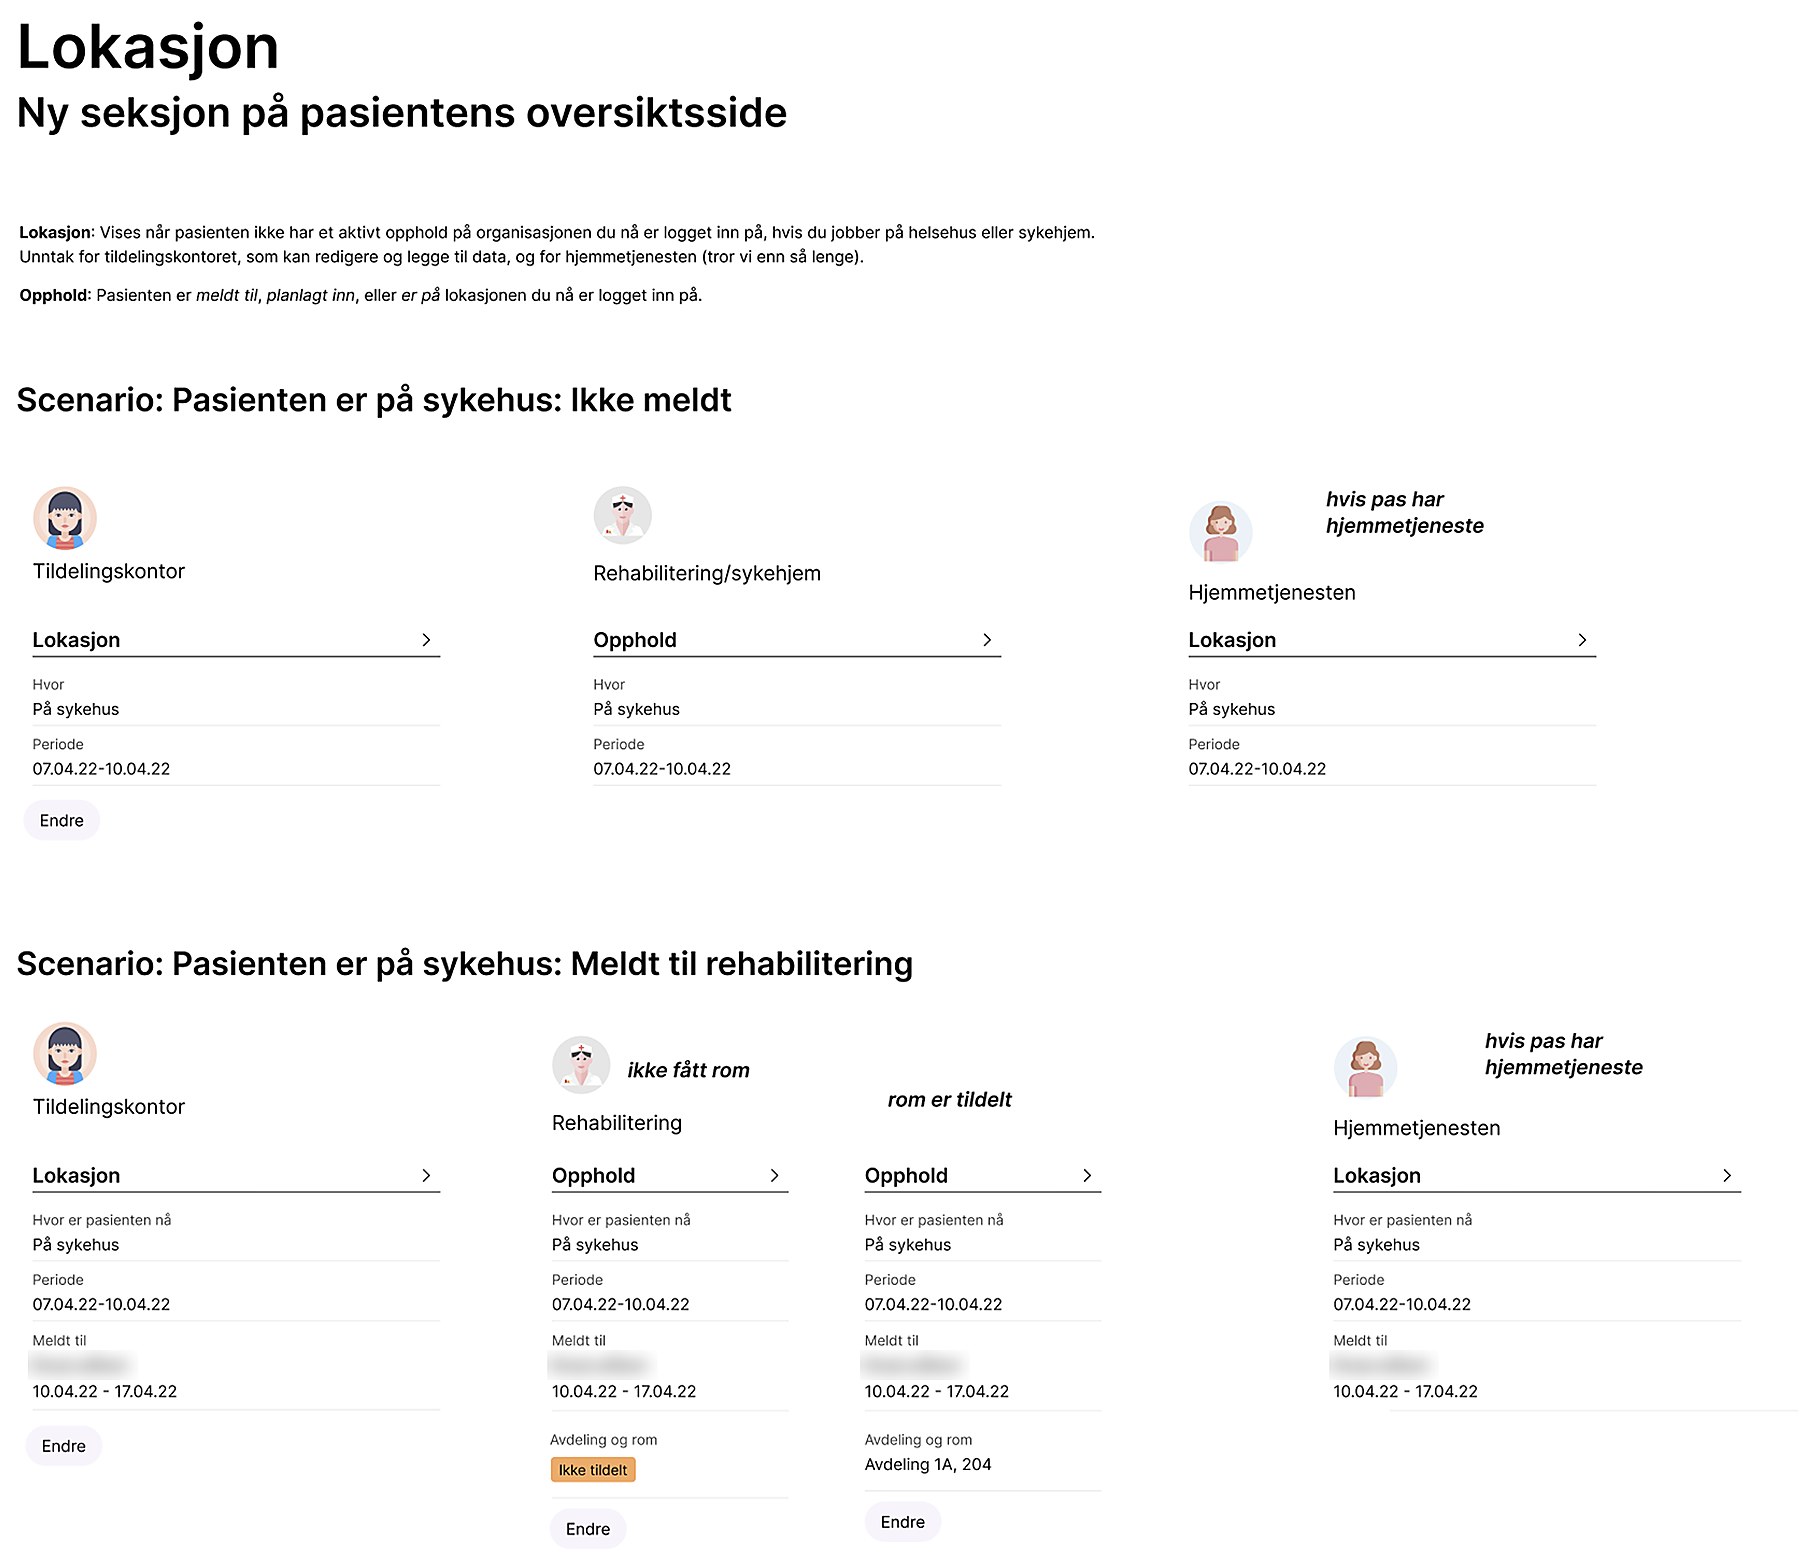 Lokasjon
Ny seksjon på pasientens oversiktsside
Lokasjon: Vises når pasienten ikke har et aktivt opphold på organisasjonen du nå er logget inn på, hvis du jobber på helsehus eller sykehjem.
Unntak for tildelingskontoret, som kan redigere og legge til data, og for hjemmetjenesten (tror vi enn så lenge).
Opphold: Pasienten er meldt til, planlagt inn, eller er på lokasjonen du nå er logget inn på.
Scenario: Pasienten er på sykehus: Ikke meldt
Tildelingskontor
Lokasjon
Hvor
På sykehus
Periode
07.04.22-10.04.22
Endre
Rehabilitering/sykehjem
Opphold
Hvor
På sykehus
Periode
07.04.22-10.04.22
hvis pas har
hjemmetjeneste
Hjemmetjenesten
Lokasjon
Hvor
På sykehus
Periode
07.04.22-10.04.22
Scenario: Pasienten er på sykehus: Meldt til rehabilitering
Tildelingskontor
Lokasjon
Hvor er pasienten nå
På sykehus
Periode
07.04.22-10.04.22
Meldt til
10.04.22 - 17.04.22
Endre
ikke fått rom
Rehabilitering
Opphold
Hvor er pasienten nå
På sykehus
Periode
07.04.22-10.04.22
Meldt til
10.04.22 - 17.04.22
Avdeling og rom
Ikke tildelt
Endre
rom er tildelt
Opphold
Hvor er pasienten nå
På sykehus
Periode
07.04.22-10.04.22
Meldt til
10.04.22 - 17.04.22
Avdeling og rom
Avdeling 1A, 204
Endre
hvis pas har
hjemmetjeneste
Hjemmetjenesten
Lokasjon
Hvor er pasienten nå
På sykehus
Periode
07.04.22-10.04.22
Meldt til
10.04.22 - 17.04.22